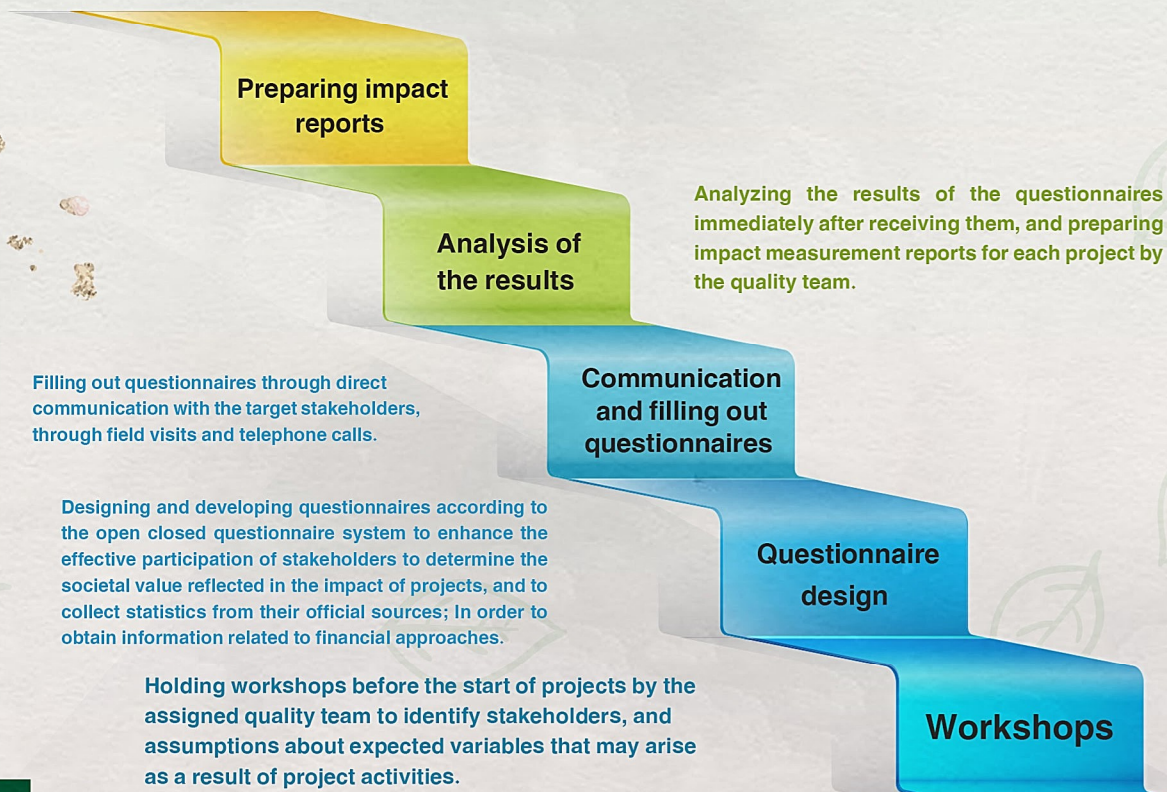 Preparing impact
reports
Analysis of
the results
Analyzing the results of the questionnaires
immediately after receiving them, and preparing
impact measurement reports for each project by
the quality team.
Communication
and filling out
questionnaires
Filling out questionnaires through direct
communication with the target stakeholders,
through field visits and telephone calls.
Questionnaire
design
Designing and developing questionnaires according to
the open closed questionnaire system to enhance the
effective participation of stakeholders to determine the
societal value reflected in the impact of projects, and to
collect statistics from their official sources; In order to
obtain information related to financial approaches.
Workshops
Holding workshops before the start of projects by the
assigned quality team to identify stakeholders, and
assumptions about expected variables that may arise
as a result of project activities.